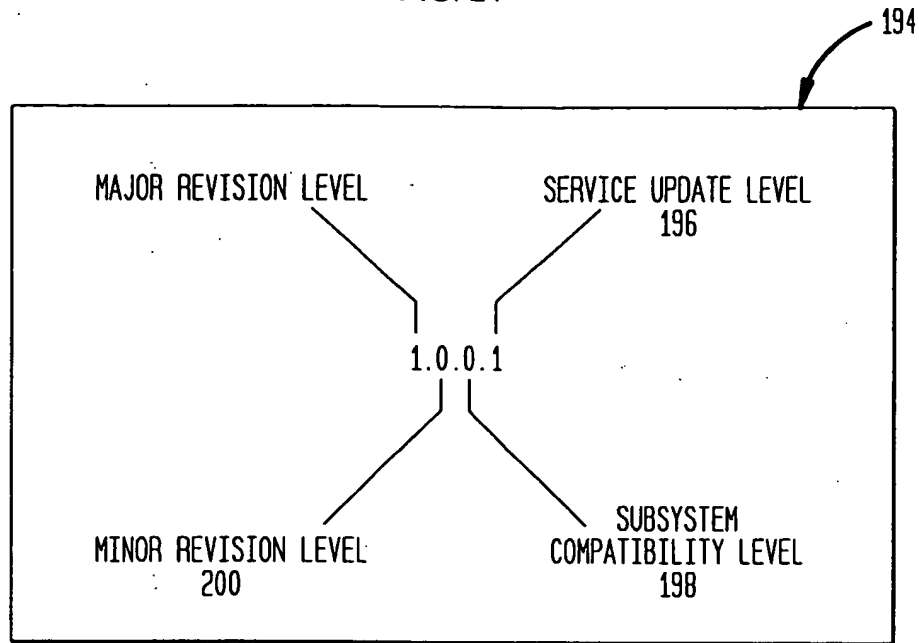 194
MAJOR REVISION LEVEL
SERVICE UPDATE LEVEL
196
1.0.0.1
MINOR REVISION LEVEL
200
SUBSYSTEM
COMPATIBILITY LEVEL
198